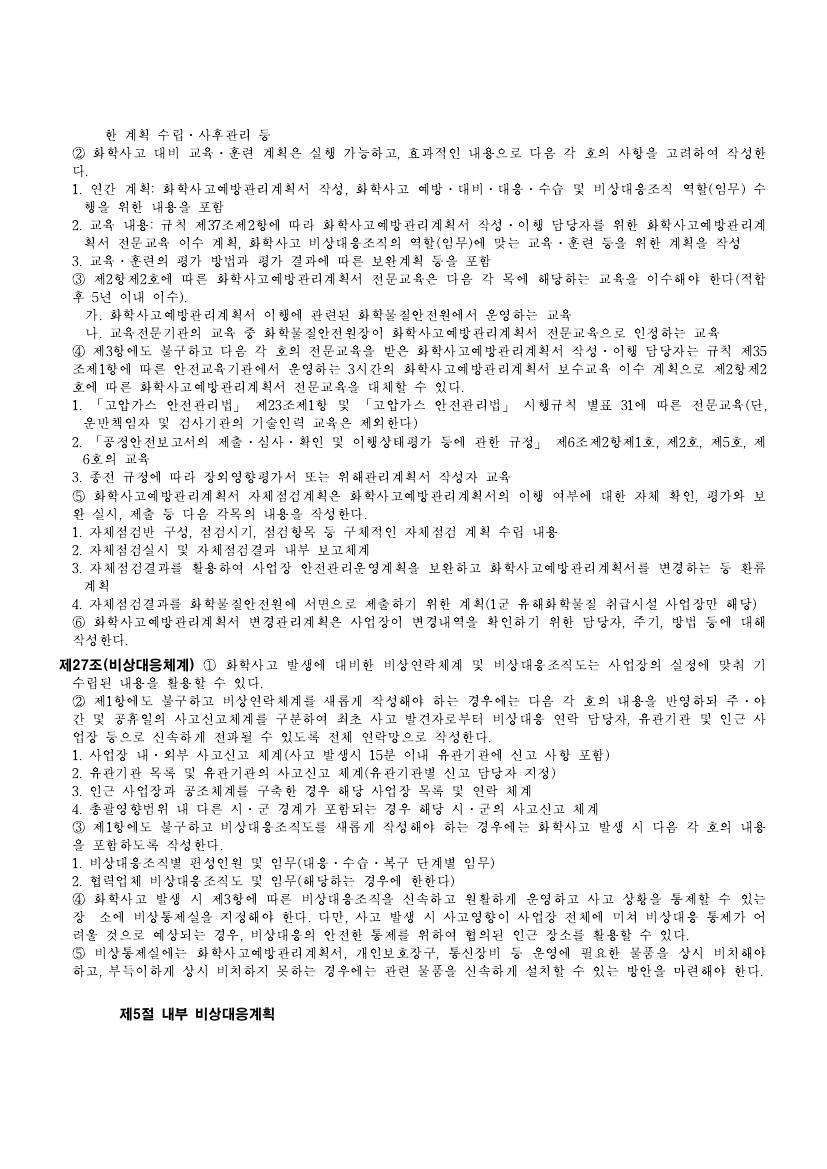 한 계획 수립·사후관리 등
② 화학사고 대비 교육·훈련 계획은 실행 가능하고, 효과적인 내용으로 다음 각 호의 사항을 고려하여 작성한
다.
1. 연간 계획: 화학사고예방관리계획서 작성, 화학사고 예방·대비·대응·수습 및 비상대응조직 역할(임무) 수
행을 위한 내용을 포함
2. 교육 내용: 규칙 제37조제2항에 따라 화학사고예방관리계획서 작성·이행 담당자를 위한 화학사고예방관리계
획서 전문교육 이수 계획, 화학사고 비상대응조직의 역할(임무)에 맞는 교육·훈련 등을 위한 계획을 작성
3. 교육·훈련의 평가 방법과 평가 결과에 따른 보완계획 등을 포함
③ 제2항제2호에 따른 화학사고예방관리계획서 전문교육은 다음 각 목에 해당하는 교육을 이수해야 한다(적합
후 5년 이내 이수).
가. 화학사고예방관리계획서 이행에 관련된 화학물질안전원에서 운영하는 교육
나. 교육전문기관의 교육 중 화학물질안전원장이 화학사고예방관리계획서 전문교육으로 인정하는 교육
④ 제3항에도 불구하고 다음 각 호의 전문교육을 받은 화학사고예방관리계획서 작성·이행 담당자는 규칙 제35
조제1항에 따른 안전교육기관에서 운영하는 3시간의 화학사고예방관리계획서 보수교육 이수 계획으로 제2항제2
호에 따른 화학사고예방관리계획서 전문교육을 대체할 수 있다.
1. 「고압가스 안전관리법」 제23조제1항 및 「고압가스 안전관리법」 시행규칙 별표 31에 따른 전문교육(단,
운반책임자 및 검사기관의 기술인력 교육은 제외한다)
2. 「공정안전보고서의 제출·심사·확인 및 이행상태평가 등에 관한 규정」 제6조제2항제1호, 제2호, 제5호, 제
6호의 교육
3. 종전 규정에 따라 장외영향평가서 또는 위해관리계획서 작성자 교육
⑤ 화학사고예방관리계획서 자체점검계획은 화학사고예방관리계획서의 이행 여부에 대한 자체 확인, 평가와 보
완 실시, 제출 등 다음 각목의 내용을 작성한다.
1. 자체점검반 구성, 점검시기, 점검항목 등 구체적인 자체점검 계획 수립 내용
2. 자체점검실시 및 자체점검결과 내부 보고체계
3. 자체점검결과를 활용하여 사업장 안전관리운영계획을 보완하고 화학사고예방관리계획서를 변경하는 등 환류
계획
4. 자체점검결과를 화학물질안전원에 서면으로 제출하기 위한 계획(1군 유해화학물질 취급시설 사업장만 해당)
⑥ 화학사고예방관리계획서 변경관리계획은 사업장이 변경내역을 확인하기 위한 담당자, 주기, 방법 등에 대해
작성한다.
제27조(비상대응체계) ① 화학사고 발생에 대비한 비상연락체계 및 비상대응조직도는 사업장의 실정에 맞춰 기
수립된 내용을 활용할 수 있다.
② 제1항에도 불구하고 비상연락체계를 새롭게 작성해야 하는 경우에는 다음 각 호의 내용을 반영하되 주·야
간 및 공휴일의 사고신고체계를 구분하여 최초 사고 발견자로부터 비상대응 연락 담당자, 유관기관 및 인근 사
업장 등으로 신속하게 전파될 수 있도록 전체 연락망으로 작성한다.
1. 사업장 내·외부 사고신고 체계(사고 발생시 15분 이내 유관기관에 신고 사항 포함)
2. 유관기관 목록 및 유관기관의 사고신고 체계(유관기관별 신고 담당자 지정)
3. 인근 사업장과 공조체계를 구축한 경우 해당 사업장 목록 및 연락 체계
4. 총괄영향범위 내 다른 시·군 경계가 포함되는 경우 해당 시·군의 사고신고 체계
③ 제1항에도 불구하고 비상대응조직도를 새롭게 작성해야 하는 경우에는 화학사고 발생 시 다음 각 호의 내용
을 포함하도록 작성한다.
1. 비상대응조직별 편성인원 및 임무(대응·수습·복구 단계별 임무)
2. 협력업체 비상대응조직도 및 임무(해당하는 경우에 한한다)
④ 화학사고 발생 시 제3항에 따른 비상대응조직을 신속하고 원활하게 운영하고 사고 상황을 통제할 수 있는
장 소에 비상통제실을 지정해야 한다. 다만, 사고 발생 시 사고영향이 사업장 전체에 미쳐 비상대응 통제가 어
려울 것으로 예상되는 경우, 비상대응의 안전한 통제를 위하여 협의된 인근 장소를 활용할 수 있다.
⑤ 비상통제실에는 화학사고예방관리계획서, 개인보호장구, 통신장비 등 운영에 필요한 물품을 상시 비치해야
하고, 부득이하게 상시 비치하지 못하는 경우에는 관련 물품을 신속하게 설치할 수 있는 방안을 마련해야 한다.
제5절 내부 비상대응계획